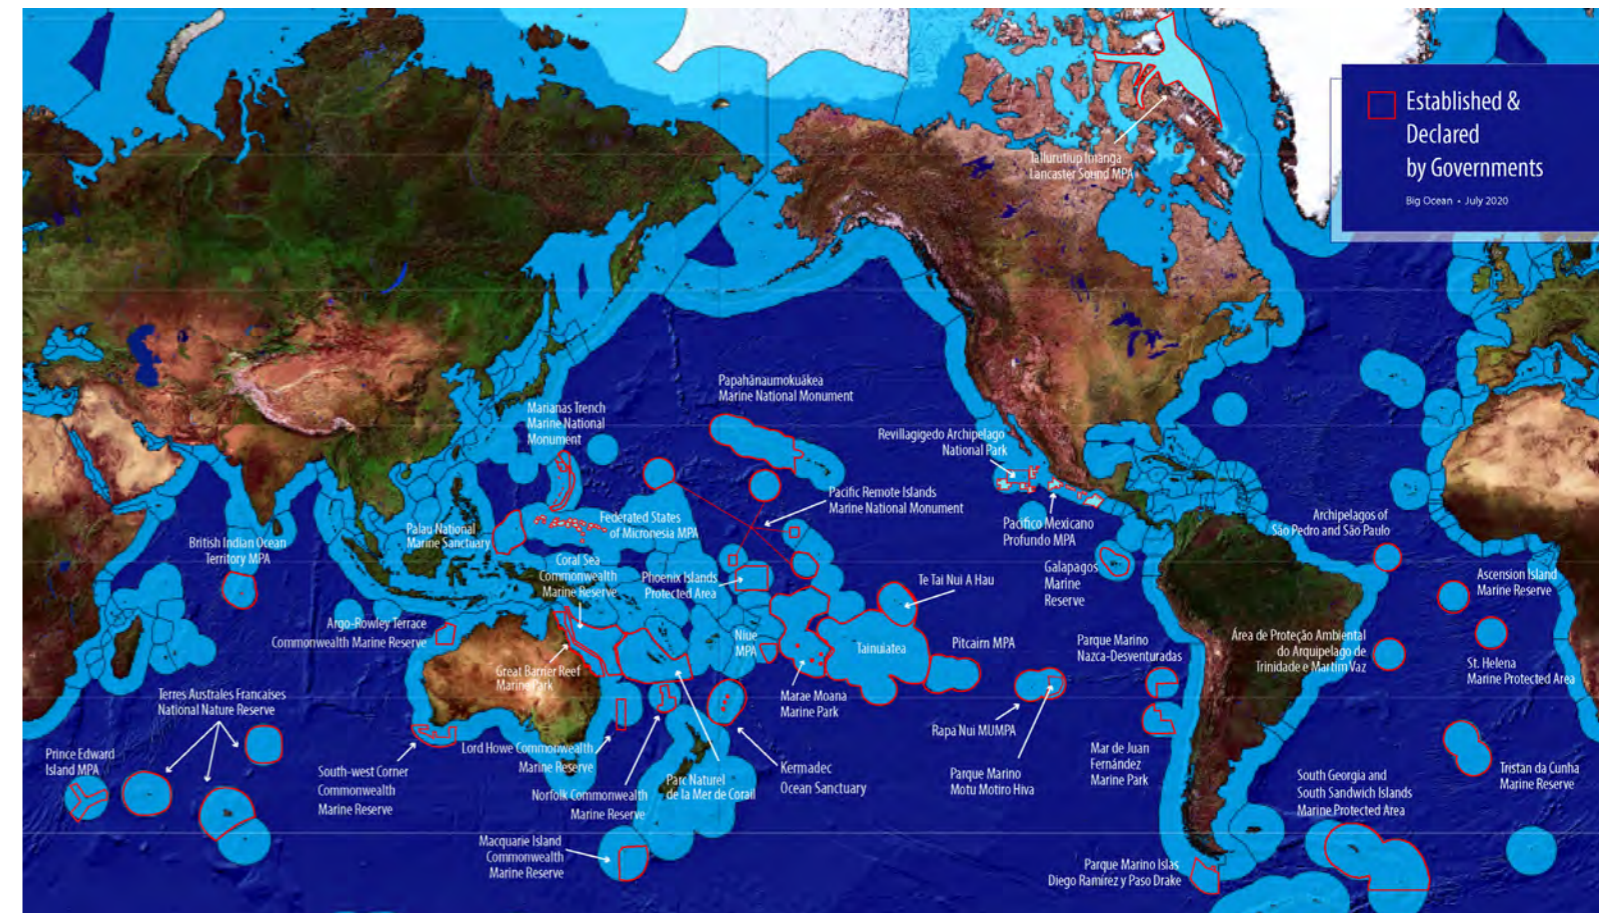 Established &
Declared
by Governments
Big Ocean • July 2020
Tallurutiup Imanga
Lancaster Sound MPA
Papahānaumokuākea
Marine National Monument
Marianas Trench
Marine National
Monument
Revillagigedo Archipelago
National Park
Pacific Remote Islands
Marine National Monument
Pacifico Mexicano
Profundo MPA
Archipelagos of
São Pedro and São Paulo
Federated States
of Micronesia MPA
Palau National
Marine Sanctuary
British Indian Ocean
Territory MPA
Coral Sea
Commonwealth
Marine Reserve
Phoenix Islands
Protected Area
Te Tai Nui A Hau
Galapagos
Marine
Reserve
Ascension Island
Marine Reserve
Argo-Rowley Terrace
Commonwealth Marine Reserve
Niue
MPA
Tainuiatea
Pitcairn MPA
Parque Marino
Nazca-Desventuradas
Área de Proteção Ambiental
do Arquipelago de
Trinidade e Martim Vaz
St. Helena
Marine Protected Area
Great Barrier Reef
Marine Park
Marae Moana
Marine Park
Terres Australes Francaises
National Nature Reserve
Rapa Nui MUMPA
Prince Edward
Island MPA
South-west Corner
Commonwealth
Marine Reserve
Lord Howe Commonwealth
Marine Reserve
Norfolk Commonwealth
Marine Reserve
Parc Naturel
de la Mer de Corail
Kermadec
Ocean Sanctuary
Parque Marino
Motu Motiro Hiva
Mar de Juan
Fernández
Marine Park
South Georgia and
South Sandwich Islands
Marine Protected Area
Tristan da Cunha
Marine Reserve
Macquarie Island
Commonwealth
Marine Reserve
Parque Marino Islas
Diego Ramírez y Paso Drake